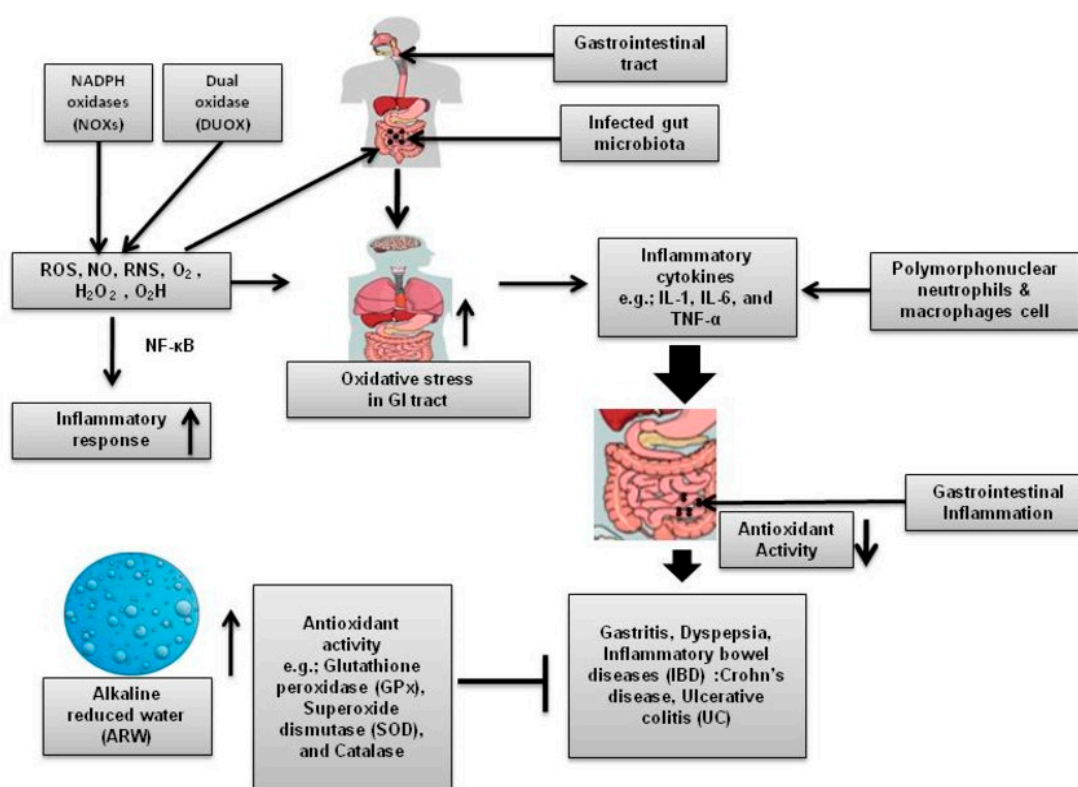 Gastrointestinal
tract
NADPH
oxidases
(NOXs)
Dual
oxidase
(DUOX)
Infected gut
microbiota
ROS, NO, RNS, O₂ ,
H₂O₂ , O₂H
Inflammatory
cytokines
e.g.; IL-1, IL-6, and
TNF-α
Polymorphonuclear
neutrophils &
macrophages cell
NF-κB
Oxidative stress
in GI tract
Inflammatory
response
Gastrointestinal
Inflammation
Antioxidant
Activity
Alkaline
reduced water
(ARW)
Antioxidant
activity
e.g.; Glutathione
peroxidase (GPx),
Superoxide
dismutase (SOD),
and Catalase
Gastritis, Dyspepsia,
Inflammatory bowel
diseases (IBD) :Crohn's
disease, Ulcerative
colitis (UC)